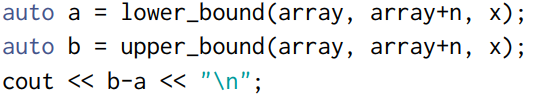 auto a = lower_bound(array, array+n, x);
auto b = upper_bound(array, array+n, x);
cout << b-a << "\n";